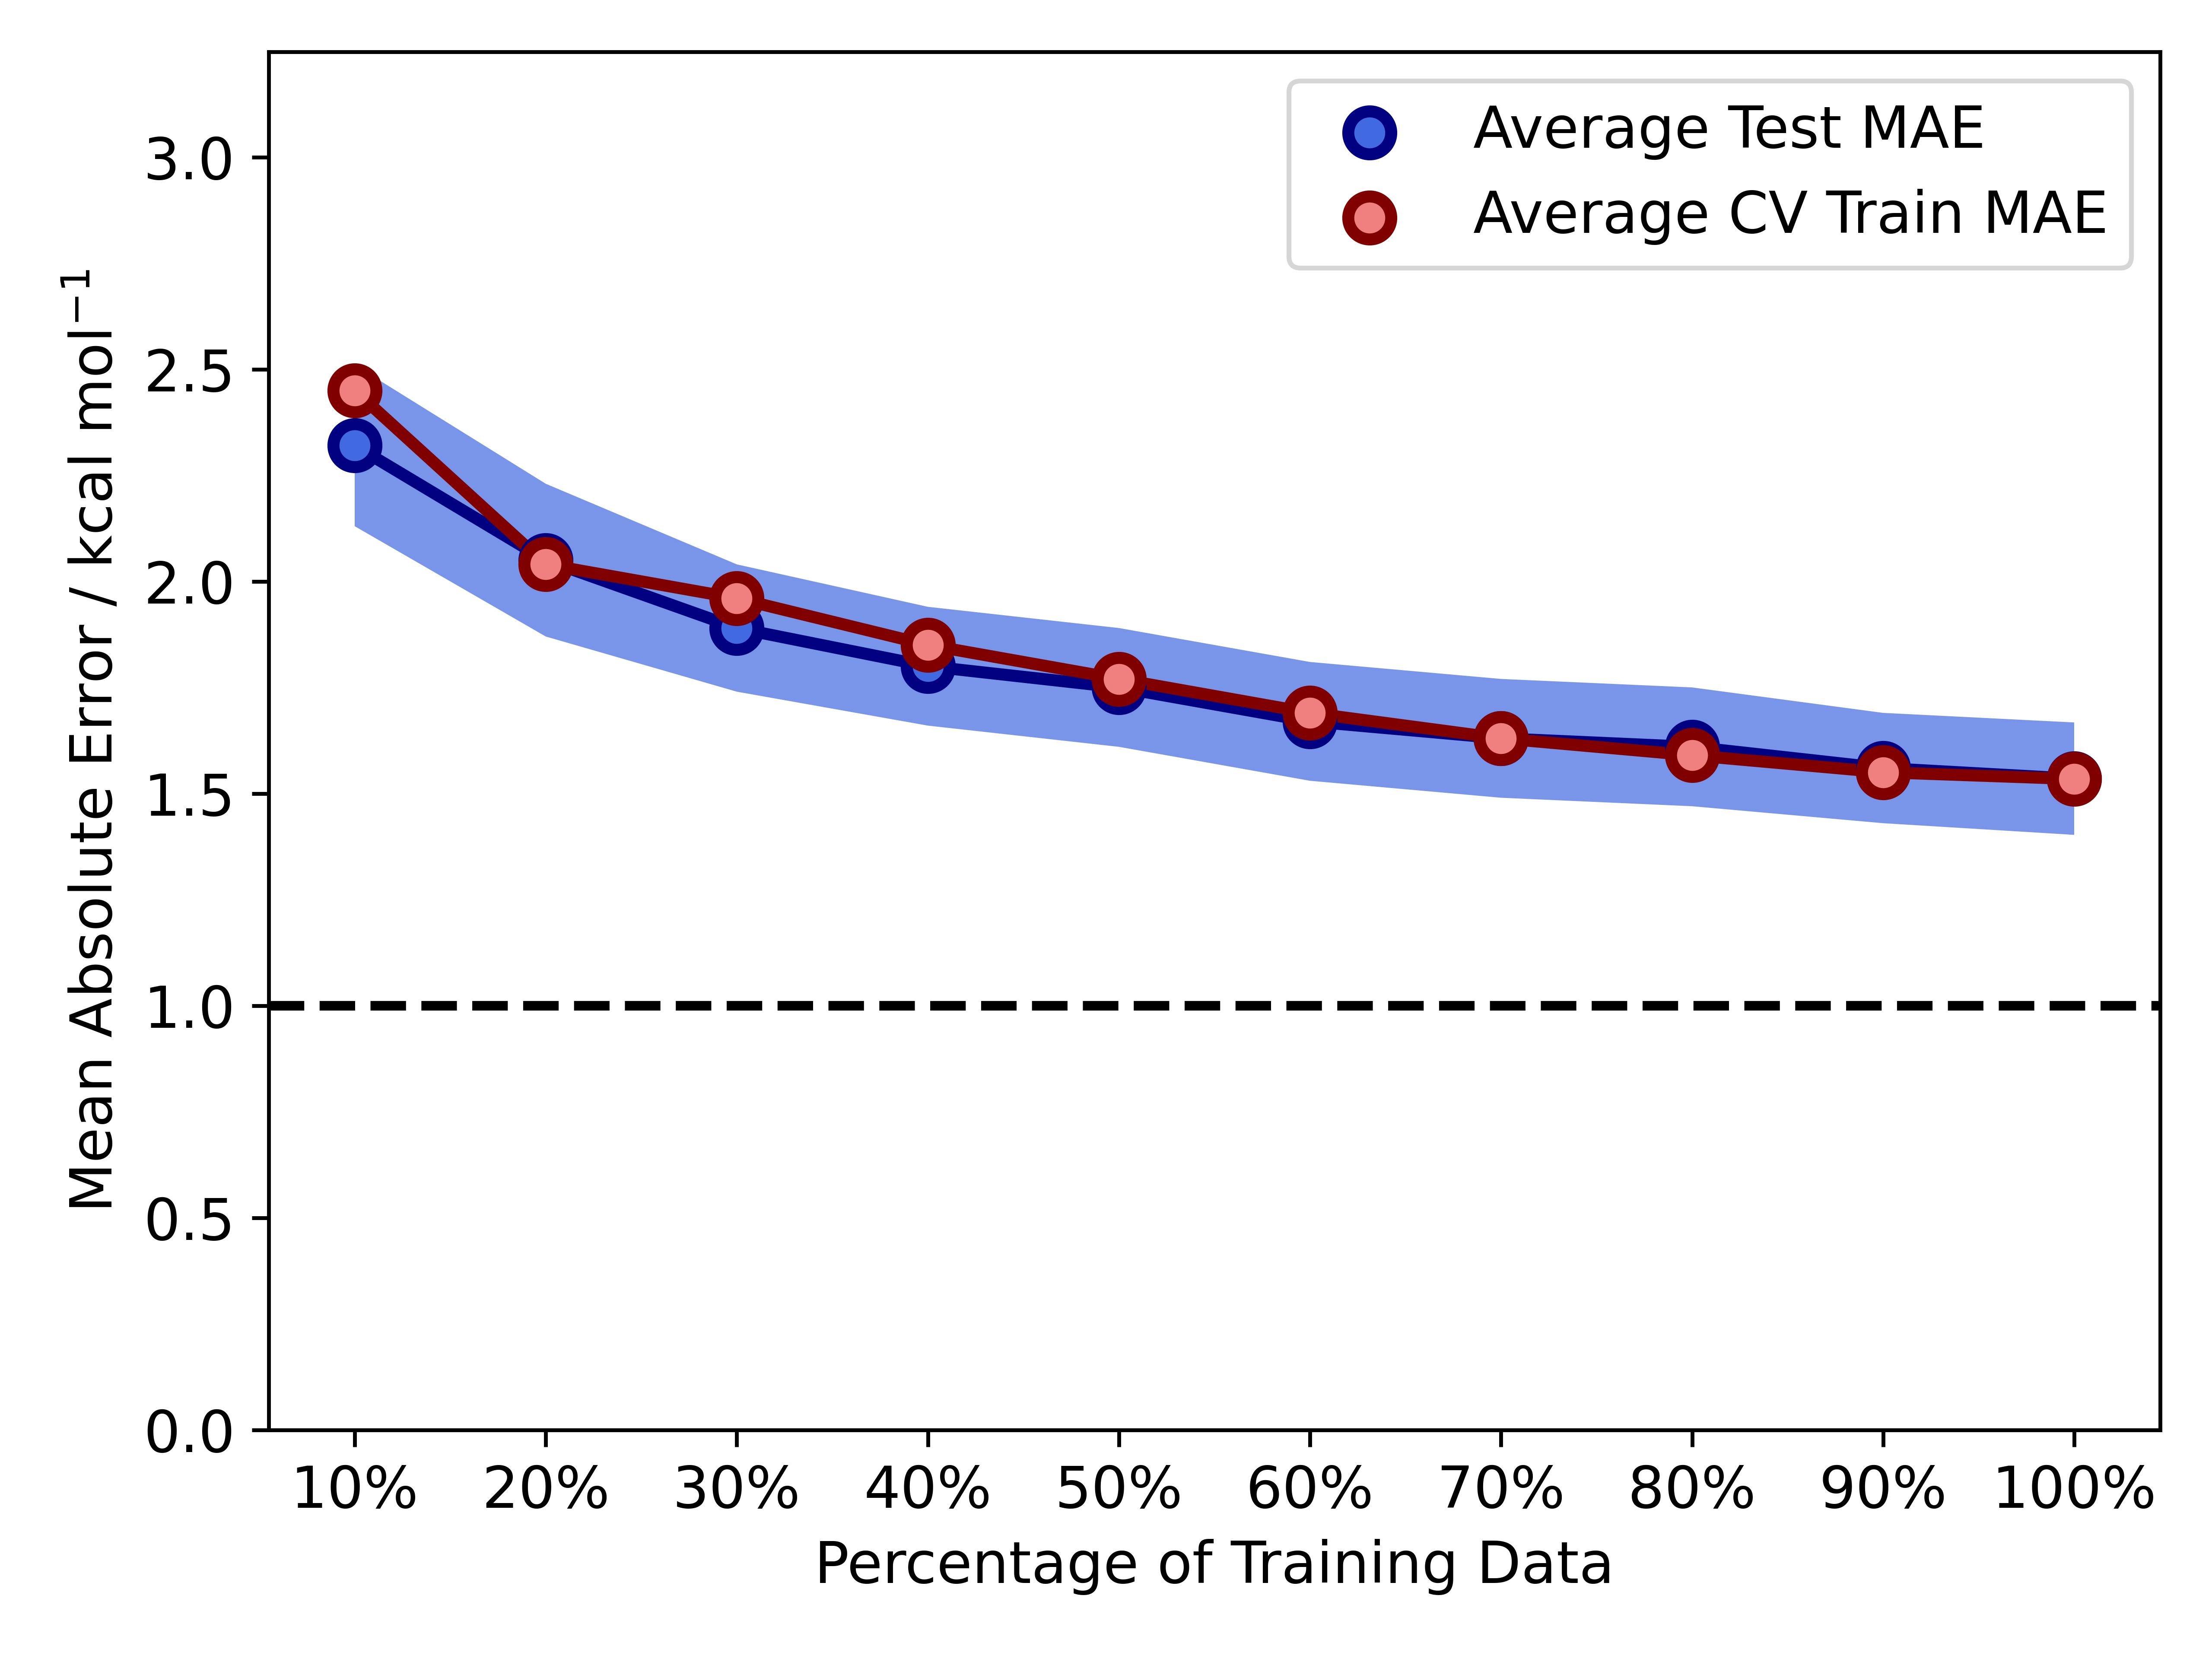 Average Test MAE
Average CV Train MAE
Mean Absolute Error / kcal mol⁻¹
3.0
2.5
2.0
1.5
1.0
0.5
0.0
10% 20% 30% 40% 50% 60% 70% 80% 90% 100%
Percentage of Training Data